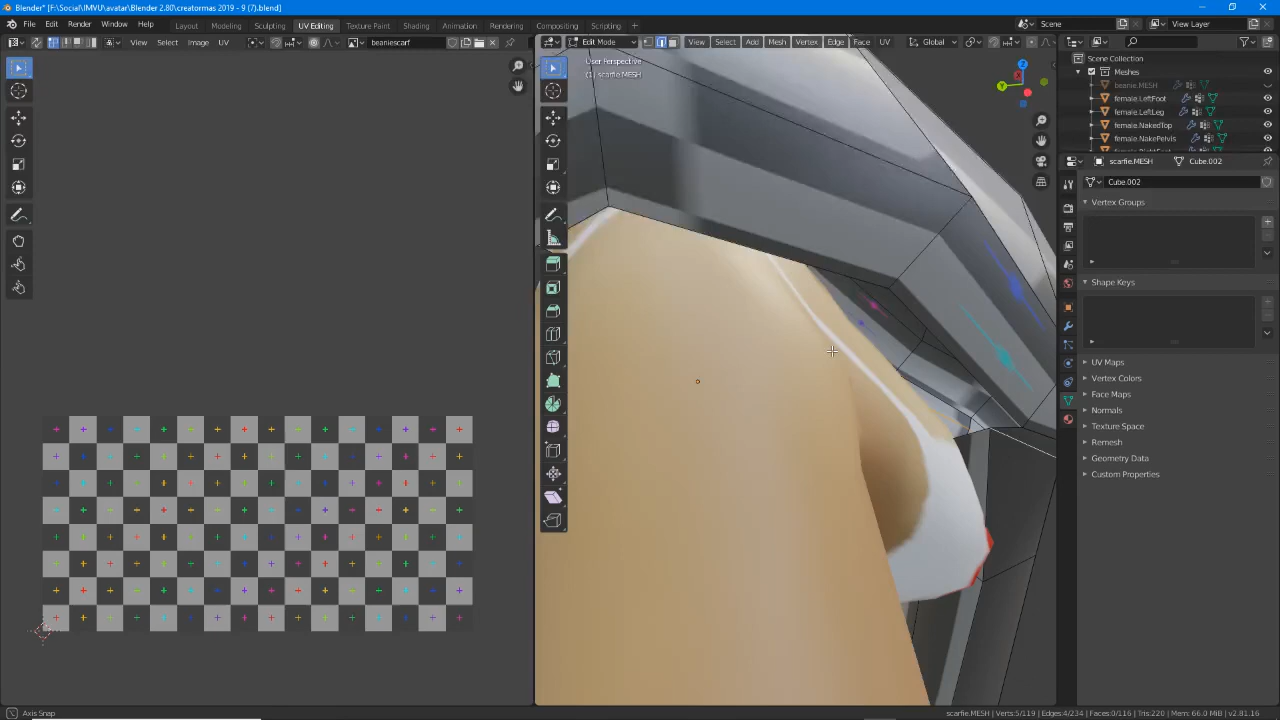 Blender* [F:\Social\IMVU\avatar\Blender 2.80\creatormas 2019 - 9 (7).blend]
File Edit Render Window Help Layout Modeling Sculpting UV Editing Texture Paint Shading Animation Rendering Compositing Scripting + Scene View Layer
View Select Image UV beaniescarf Edit Mode View Select Add Mesh Vertex Edge Face UV Global
User Perspective
(1) scarfie.MESH
Scene Collection
Meshes
beanie.MESH
female.LeftFoot
female.LeftLeg
female.NakedTop
female.NakePelvis
scarfie.MESH Cube.002
Cube.002
Vertex Groups
Shape Keys
UV Maps
Vertex Colors
Face Maps
Normals
Texture Space
Remesh
Geometry Data
Custom Properties
Axis Snap
scarfie.MESH | Verts:5/119 | Edges:4/234 | Faces:0/116 | Tris:220 | Mem: 66.0 MiB | v2.81.16